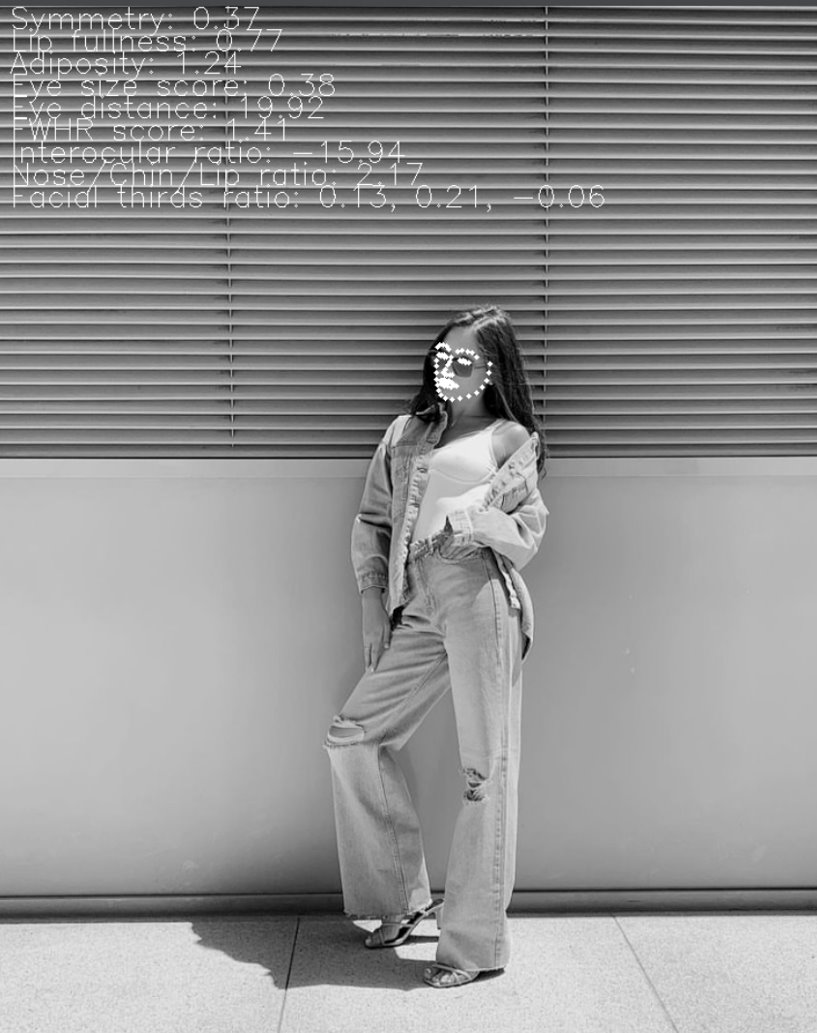 Symmetry: 0.37
Lip fullness: 0.77
Adiposity: 1.24
Eye size score: 0.38
Eye distance: 19.92
FWHR score: 1.41
Interocular ratio: -15.94
Nose/Chin/Lip ratio: 2.17
Facial thirds ratio: 0.13, 0.21, -0.06